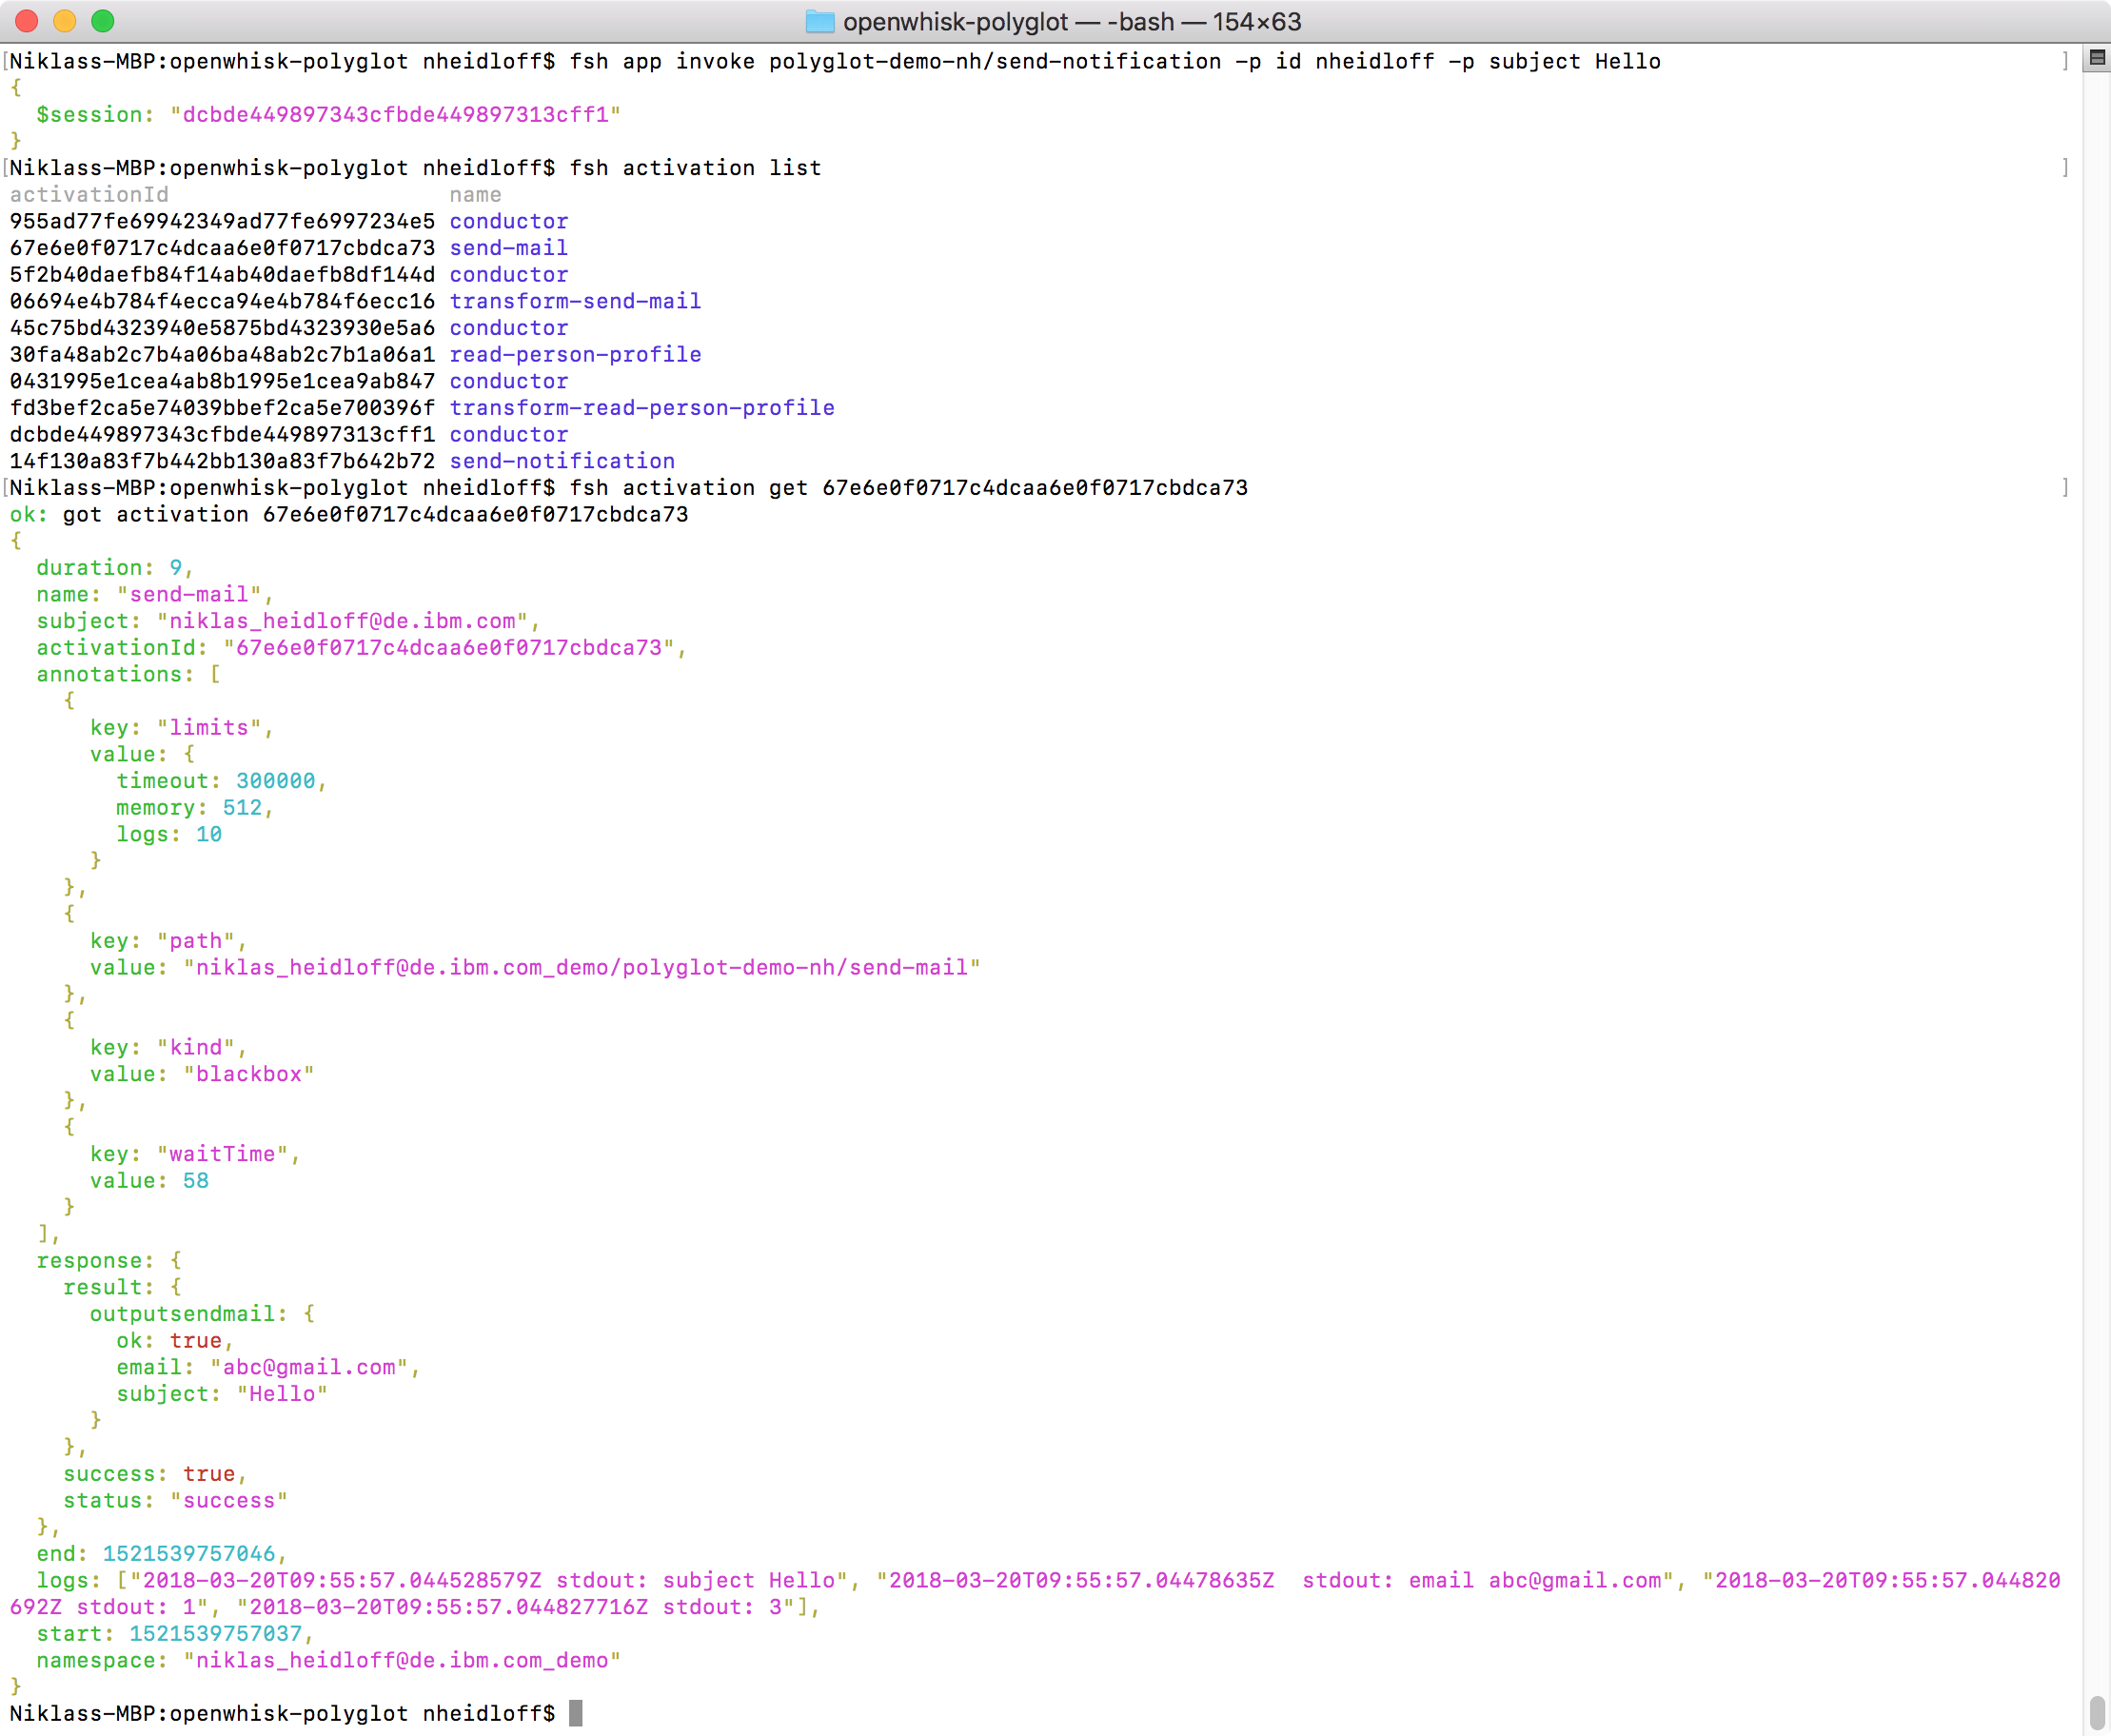 openwhisk-polyglot — -bash — 154×63
[Niklass-MBP:openwhisk-polyglot nheidloff$ fsh app invoke polyglot-demo-nh/send-notification -p id nheidloff -p subject Hello ]
{
  $session: "dcbde449897343cfbde449897313cff1"
}
[Niklass-MBP:openwhisk-polyglot nheidloff$ fsh activation list ]
activationId                     name
955ad77fe69942349ad77fe6997234e5 conductor
67e6e0f0717c4dcaa6e0f0717cbdca73 send-mail
5f2b40daefb84f14ab40daefb8df144d conductor
06694e4b784f4ecca94e4b784f6ecc16 transform-send-mail
45c75bd4323940e5875bd4323930e5a6 conductor
30fa48ab2c7b4a06ba48ab2c7b1a06a1 read-person-profile
0431995e1cea4ab8b1995e1cea9ab847 conductor
fd3bef2ca5e74039bbef2ca5e700396f transform-read-person-profile
dcbde449897343cfbde449897313cff1 conductor
14f130a83f7b442bb130a83f7b642b72 send-notification
[Niklass-MBP:openwhisk-polyglot nheidloff$ fsh activation get 67e6e0f0717c4dcaa6e0f0717cbdca73 ]
ok: got activation 67e6e0f0717c4dcaa6e0f0717cbdca73
{
  duration: 9,
  name: "send-mail",
  subject: "niklas_heidloff@de.ibm.com",
  activationId: "67e6e0f0717c4dcaa6e0f0717cbdca73",
  annotations: [
    {
      key: "limits",
      value: {
        timeout: 300000,
        memory: 512,
        logs: 10
      }
    },
    {
      key: "path",
      value: "niklas_heidloff@de.ibm.com_demo/polyglot-demo-nh/send-mail"
    },
    {
      key: "kind",
      value: "blackbox"
    },
    {
      key: "waitTime",
      value: 58
    }
  ],
  response: {
    result: {
      outputsendmail: {
        ok: true,
        email: "abc@gmail.com",
        subject: "Hello"
      }
    },
    success: true,
    status: "success"
  },
  end: 1521539757046,
  logs: ["2018-03-20T09:55:57.044528579Z stdout: subject Hello", "2018-03-20T09:55:57.04478635Z  stdout: email abc@gmail.com", "2018-03-20T09:55:57.044820
692Z stdout: 1", "2018-03-20T09:55:57.044827716Z stdout: 3"],
  start: 1521539757037,
  namespace: "niklas_heidloff@de.ibm.com_demo"
}
Niklass-MBP:openwhisk-polyglot nheidloff$